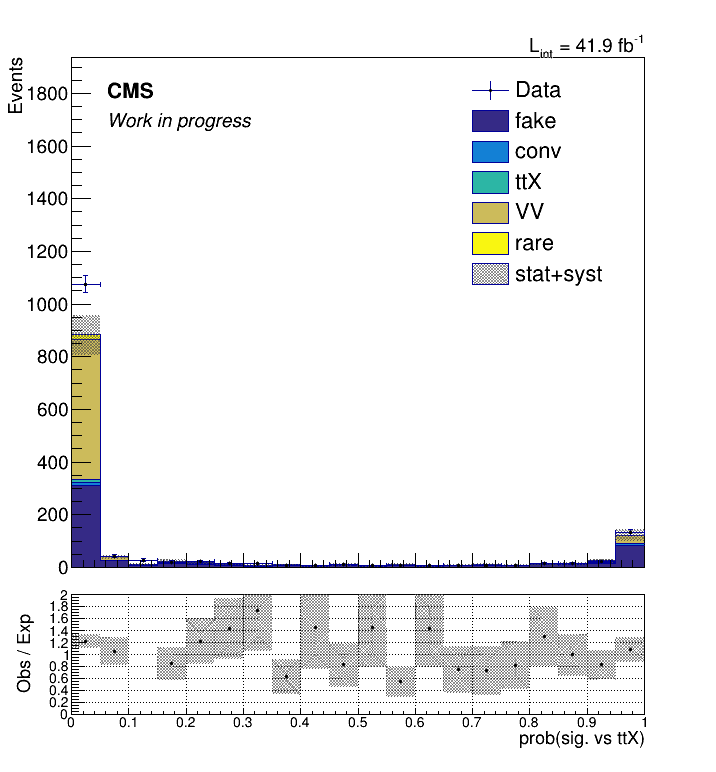 L_int = 41.9 fb^-1
Events
1800
1600
1400
1200
1000
800
600
400
200
0
CMS
Work in progress
Data
fake
conv
ttX
VV
rare
stat+syst
Obs / Exp
2
1.8
1.6
1.4
1.2
1
0.8
0.6
0.4
0.2
0
0 0.1 0.2 0.3 0.4 0.5 0.6 0.7 0.8 0.9 1
prob(sig. vs ttX)